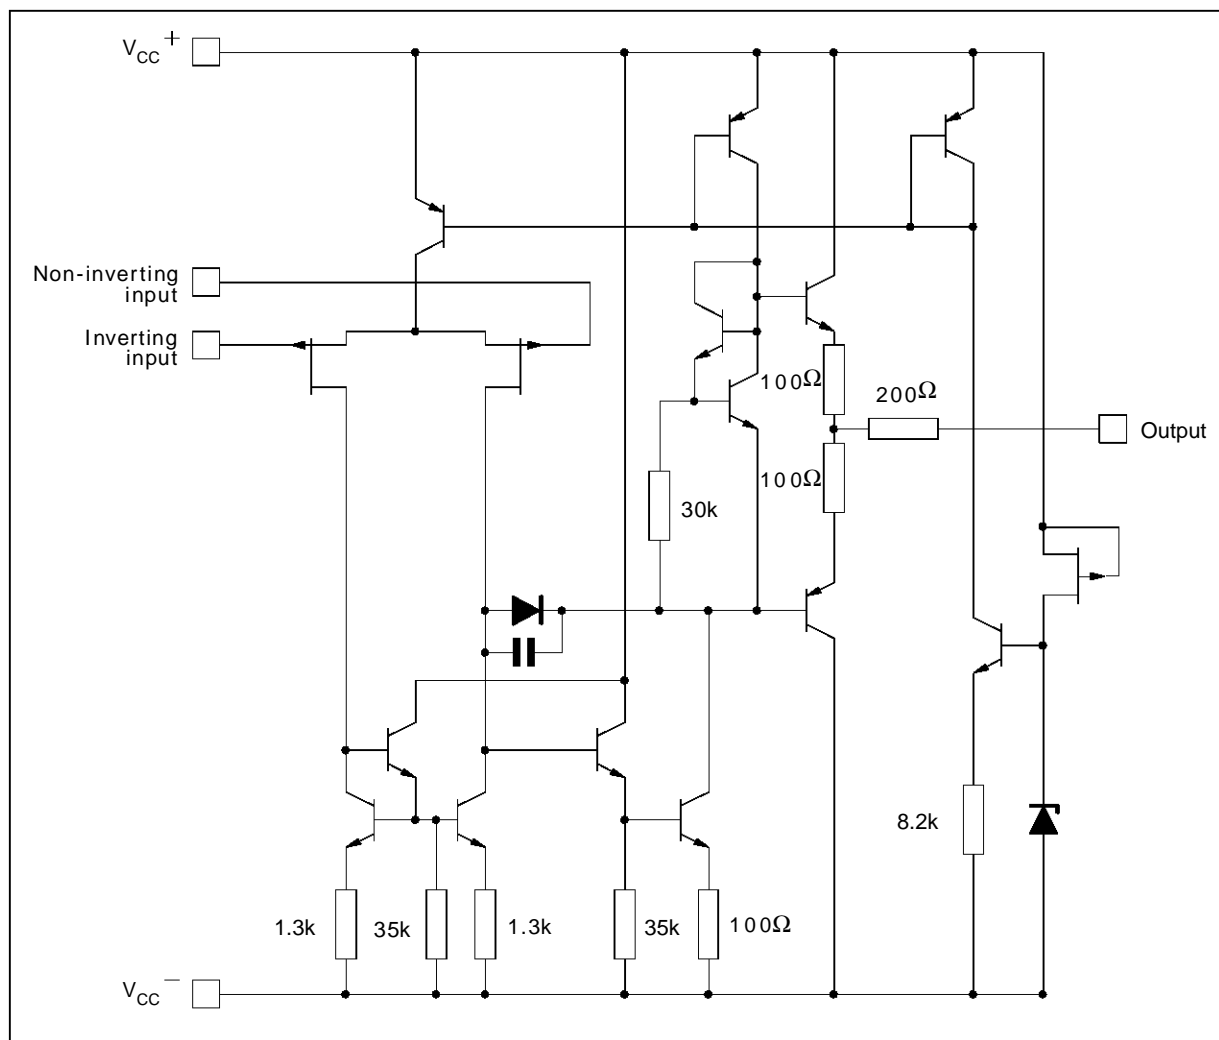 VCC+
Non-inverting
input
Inverting
input
100Ω
200Ω
Output
100Ω
30k
8.2k
1.3k
35k
1.3k
35k
100Ω
VCC−